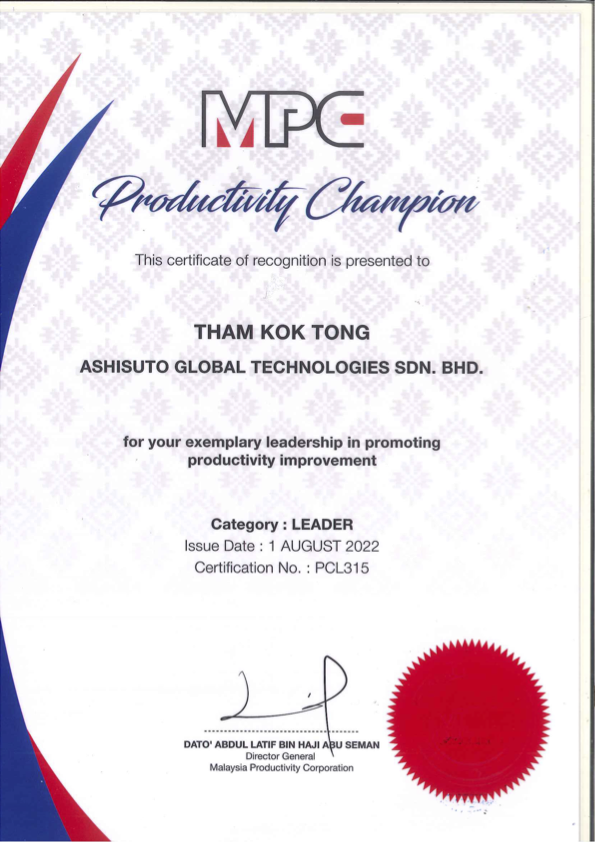 MPC
Productivity Champion
This certificate of recognition is presented to
THAM KOK TONG
ASHISUTO GLOBAL TECHNOLOGIES SDN. BHD.
for your exemplary leadership in promoting
productivity improvement
Category : LEADER
Issue Date : 1 AUGUST 2022
Certification No. : PCL315
DATO' ABDUL LATIF BIN HAJI ABU SEMAN
Director General
Malaysia Productivity Corporation